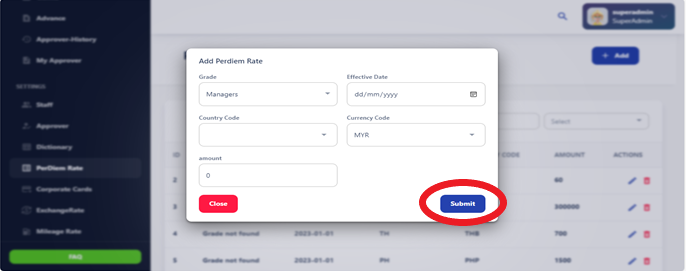 superadmin
SuperAdmin
Advance
Approver-History
My Approver
SETTINGS
Staff
Approver
Dictionary
PerDiem Rate
Corporate Cards
ExchangeRate
Mileage Rate
FAQ
+ Add
Add Perdiem Rate
Grade
Effective Date
Managers
dd/mm/yyyy
Country Code
Currency Code
MYR
amount
0
Close
Submit
Select
ID
CODE
AMOUNT
ACTIONS
2
60
3
300000
4
Grade not found
2023-01-01
TH
THB
700
5
Grade not found
2023-01-01
PH
PHP
1500